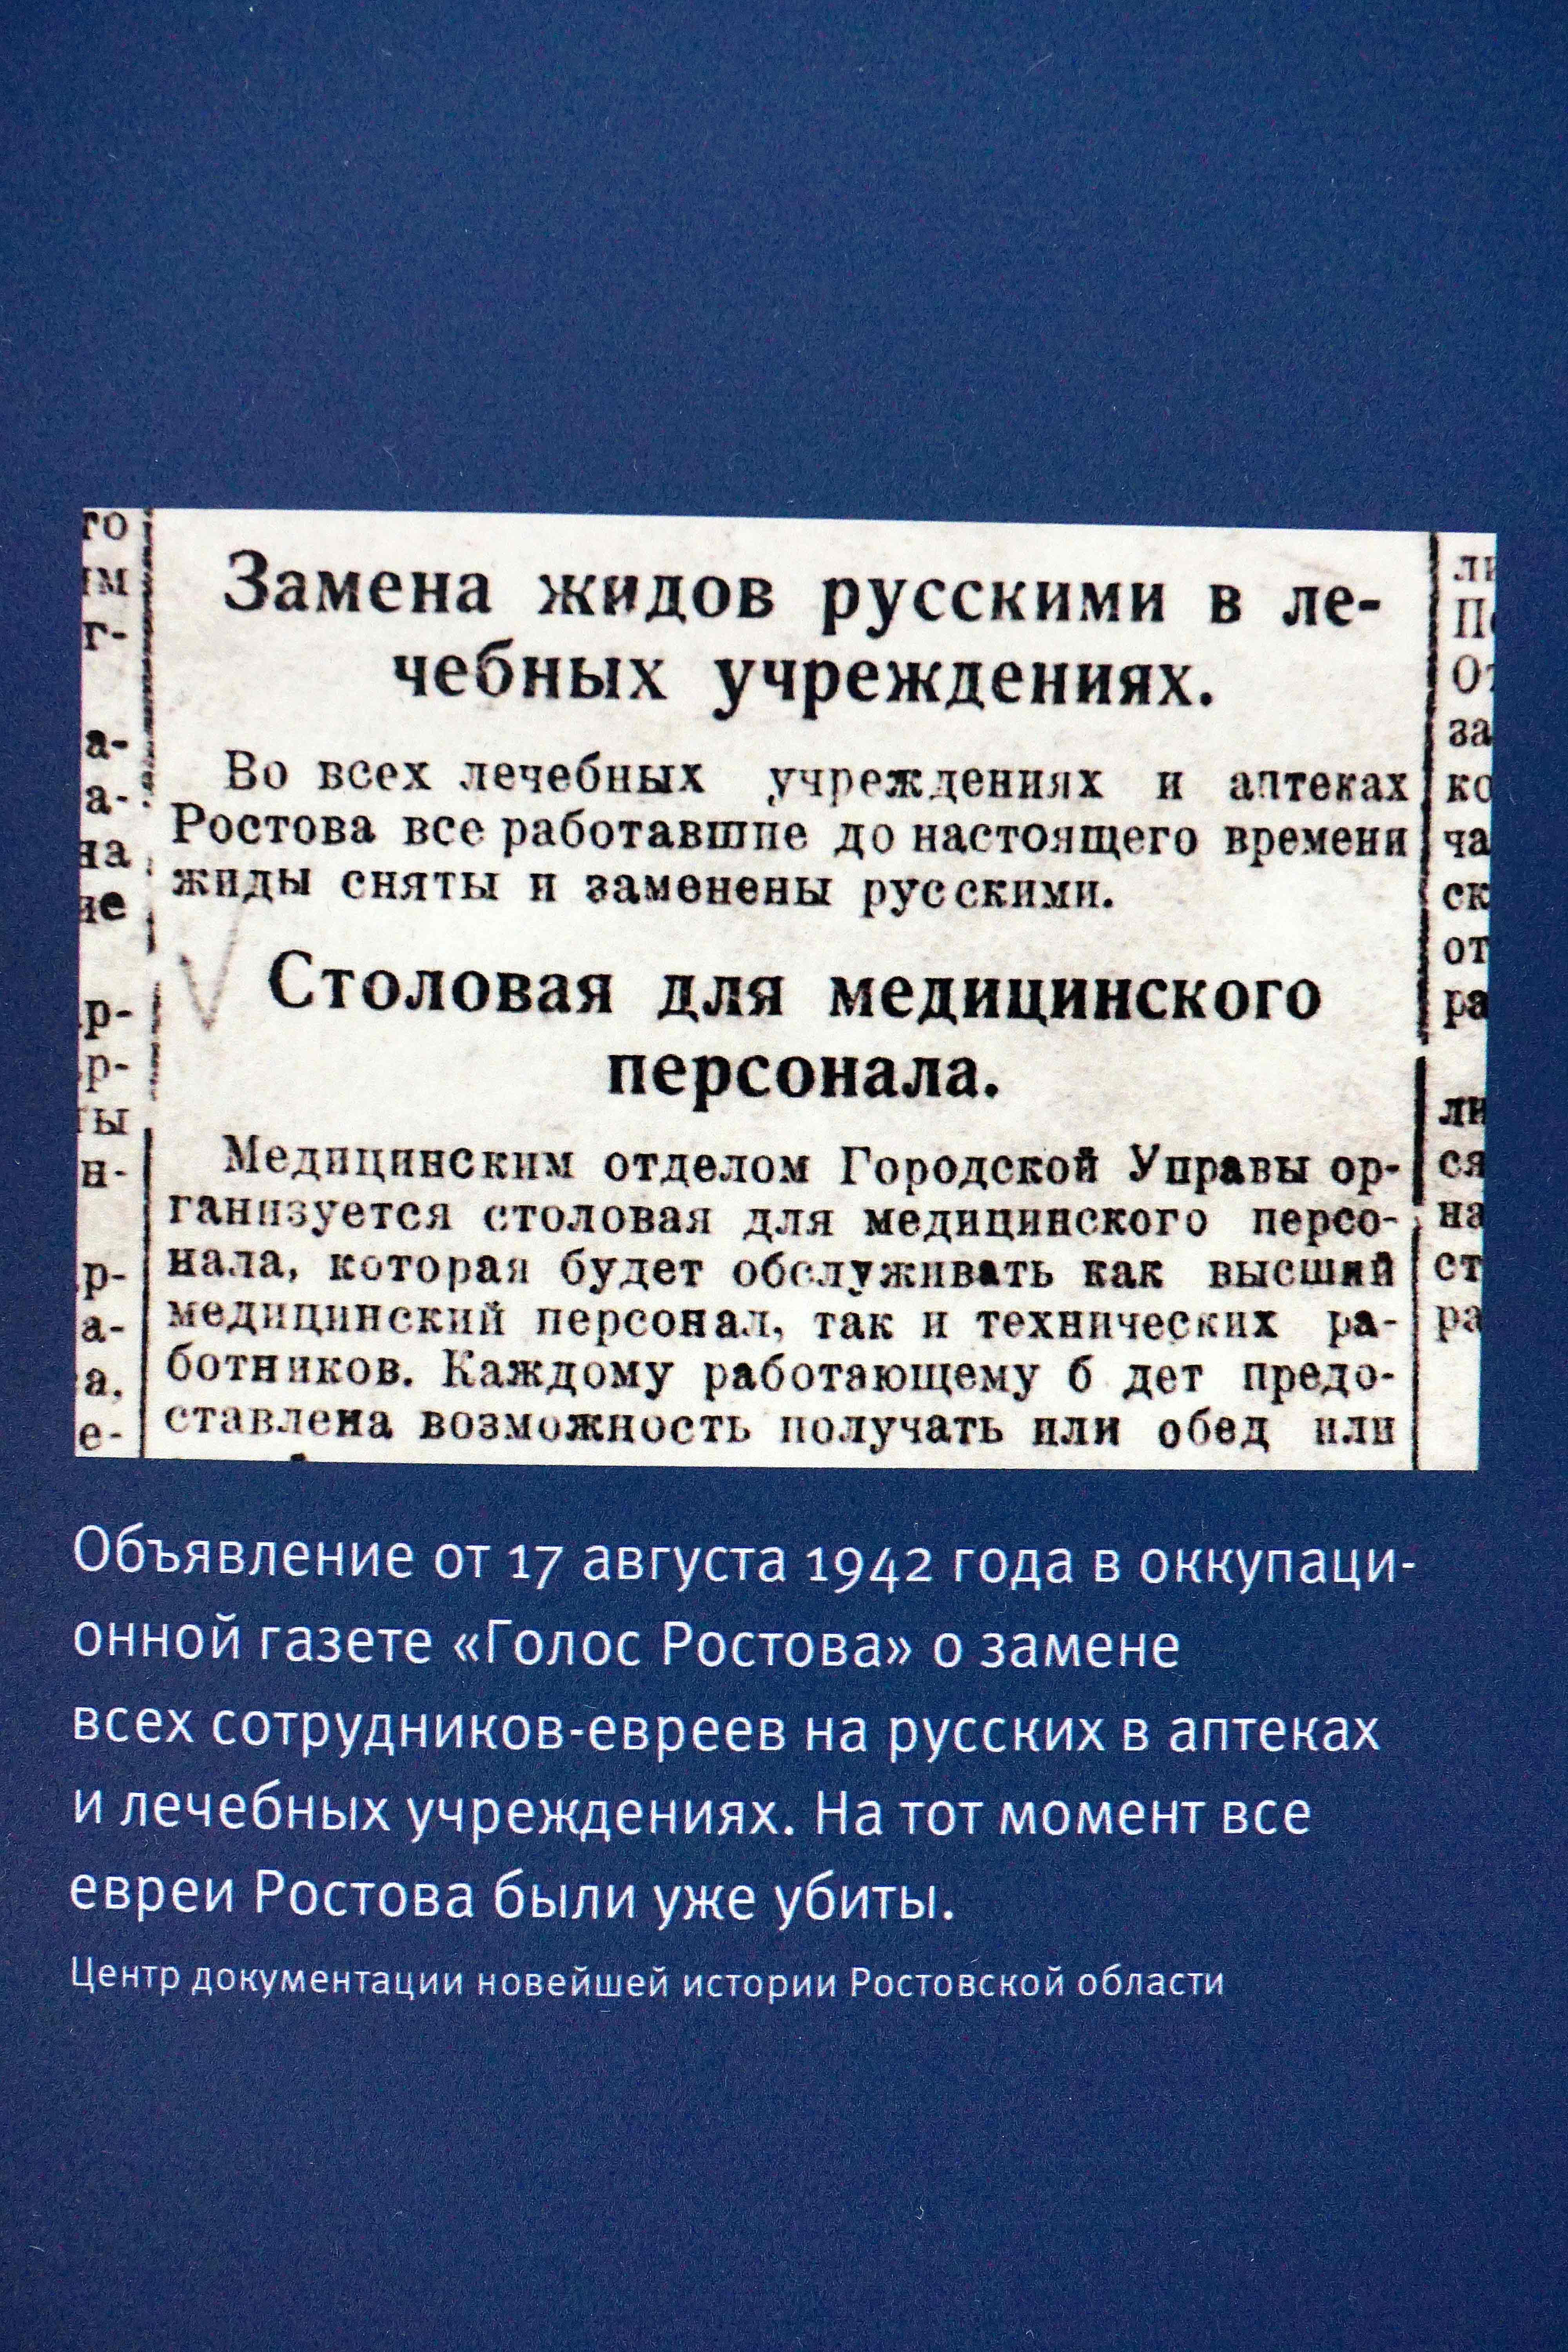 Замена жидов русскими в ле-
чебных учреждениях.
Во всех лечебных учреждениях и аптеках
Ростова все работавшие до настоящего времени
жиды сняты и заменены русскими.
Столовая для медицинского
персонала.
Медицинским отделом Городской Управы ор-
ганизуется столовая для медицинского персо-
нала, которая будет обслуживать как высший
медицинский персонал, так и технических ра-
ботников. Каждому работающему б дет предо-
ставлена возможность получать или обед или
Объявление от 17 августа 1942 года в оккупаци-
онной газете «Голос Ростова» о замене
всех сотрудников-евреев на русских в аптеках
и лечебных учреждениях. На тот момент все
евреи Ростова были уже убиты.
Центр документации новейшей истории Ростовской области